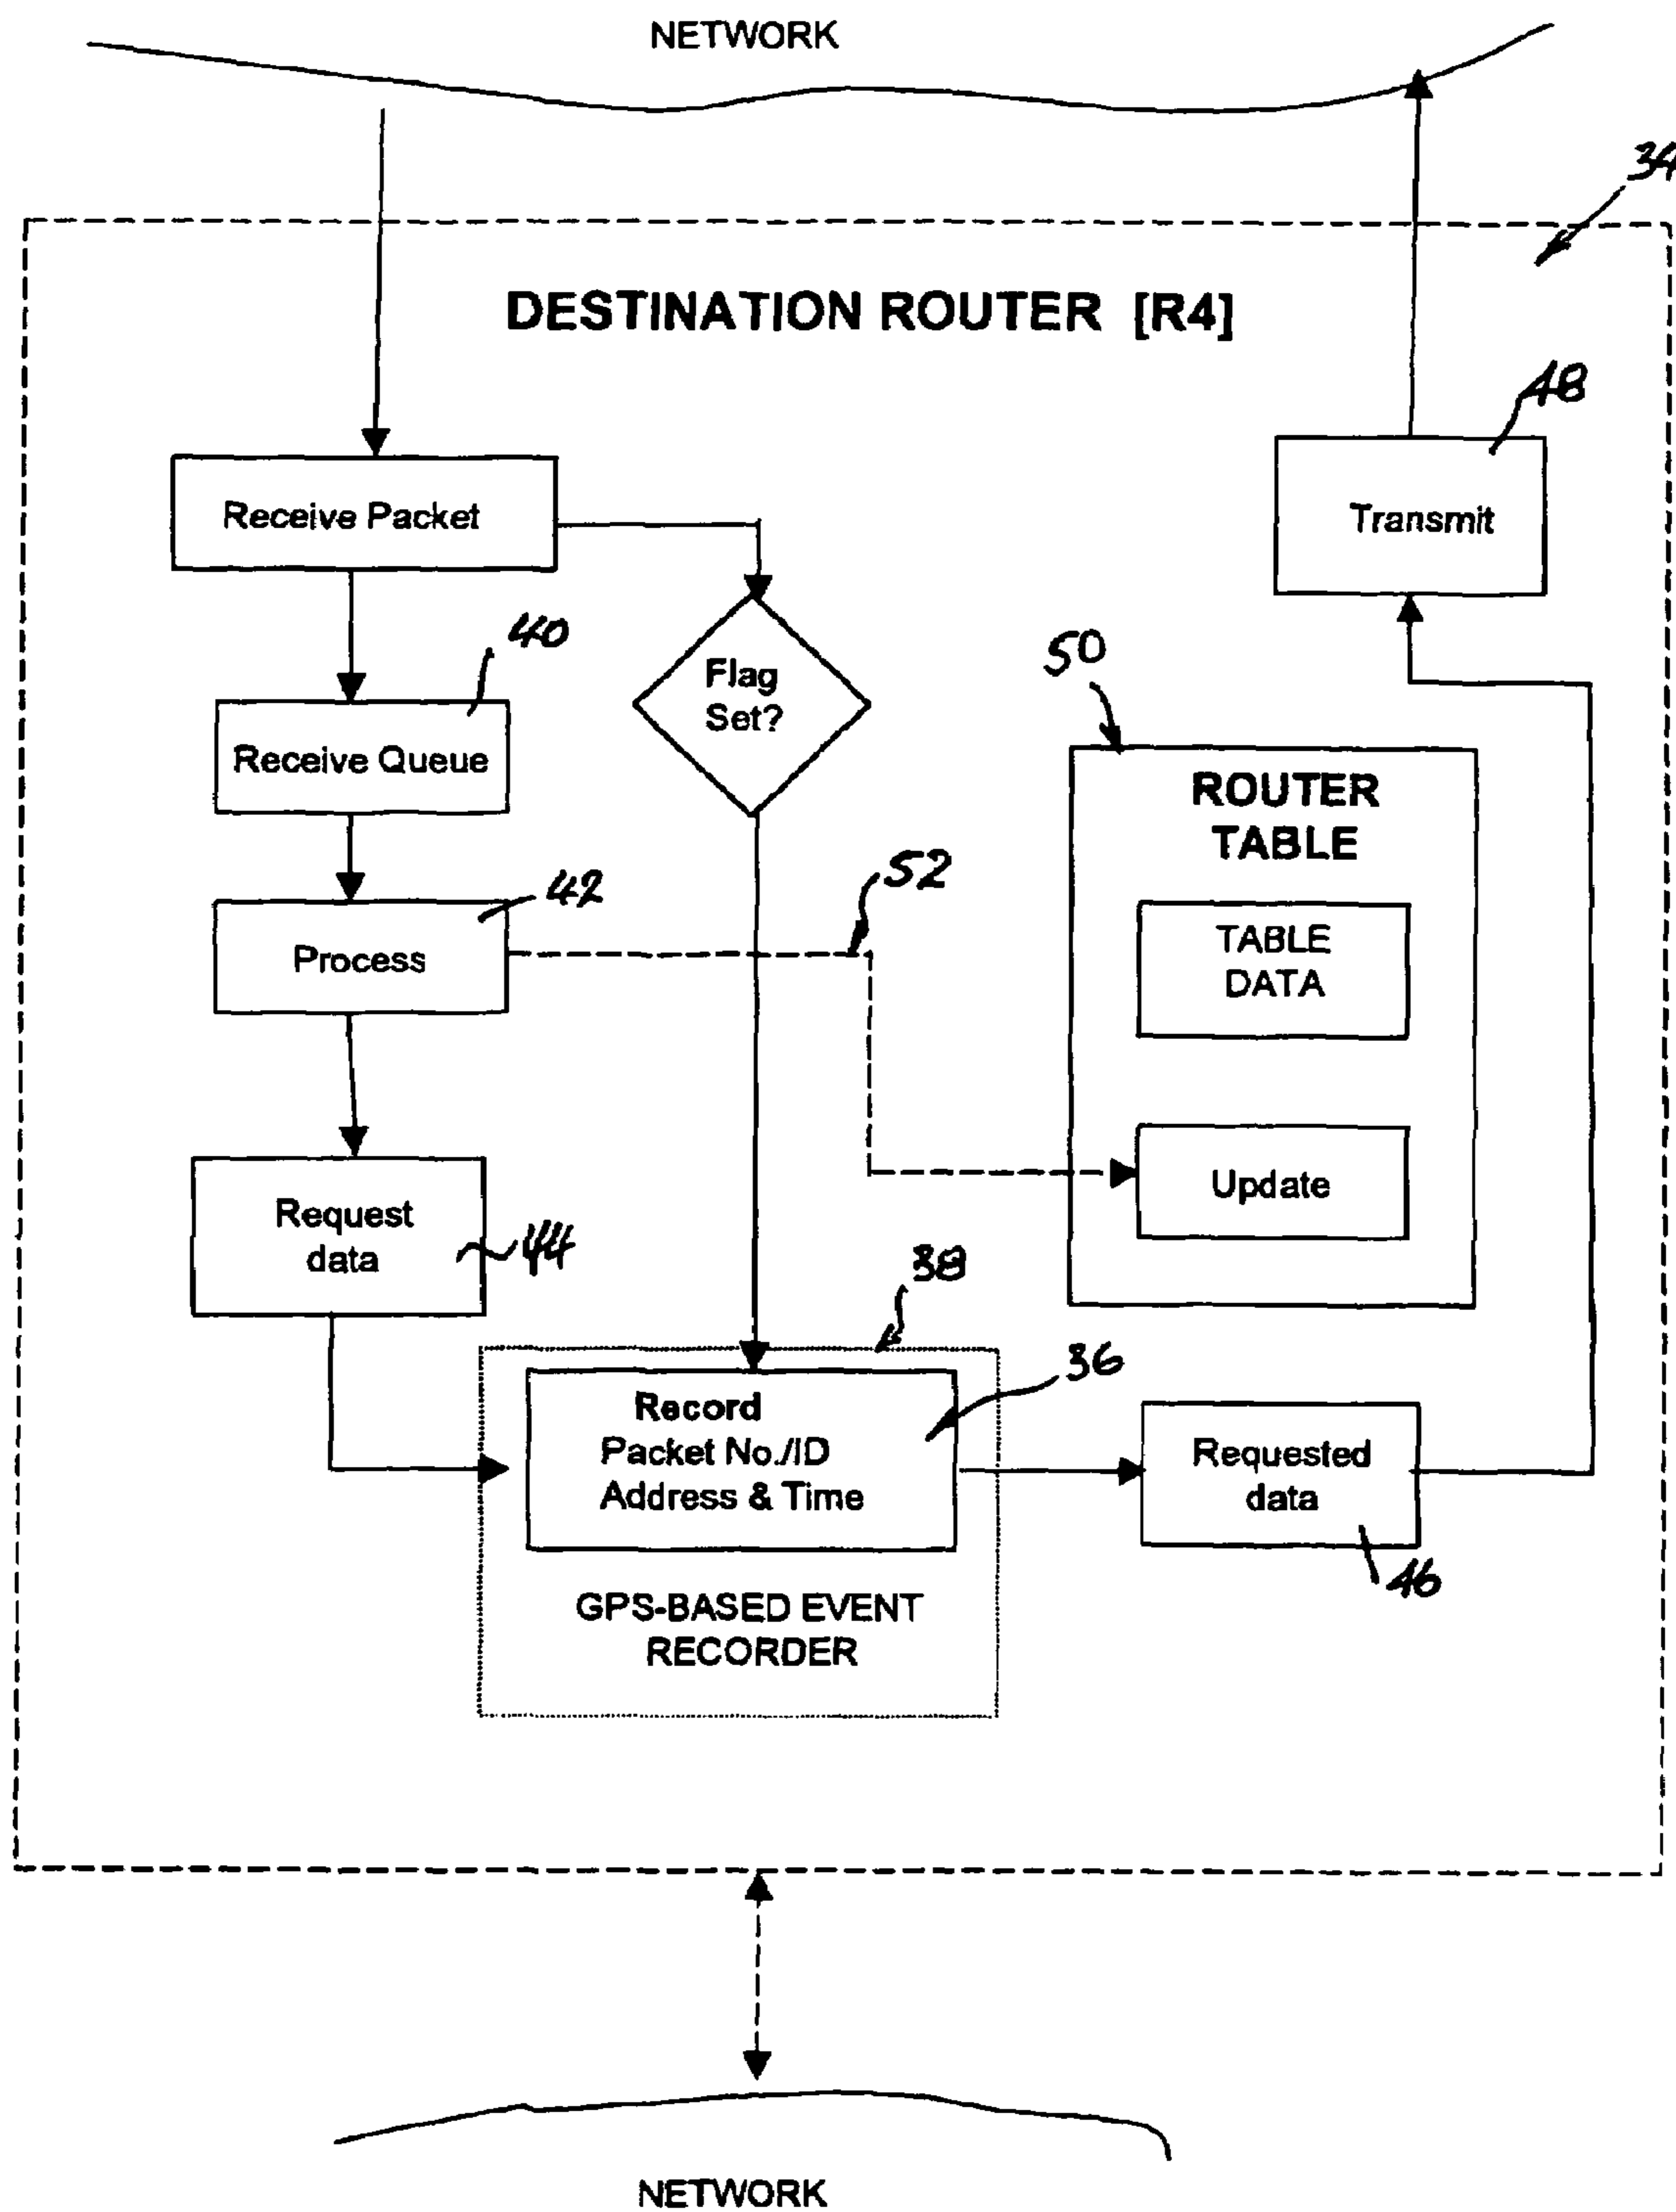 NETWORK
34
DESTINATION ROUTER [R4]
48
Receive Packet
Transmit
40
50
Flag
Set?
Receive Queue
ROUTER
TABLE
42
52
Process
TABLE
DATA
Request
data
44
Update
38
36
Record
Packet No./ID
Address & Time
Requested
data
46
GPS-BASED EVENT
RECORDER
NETWORK